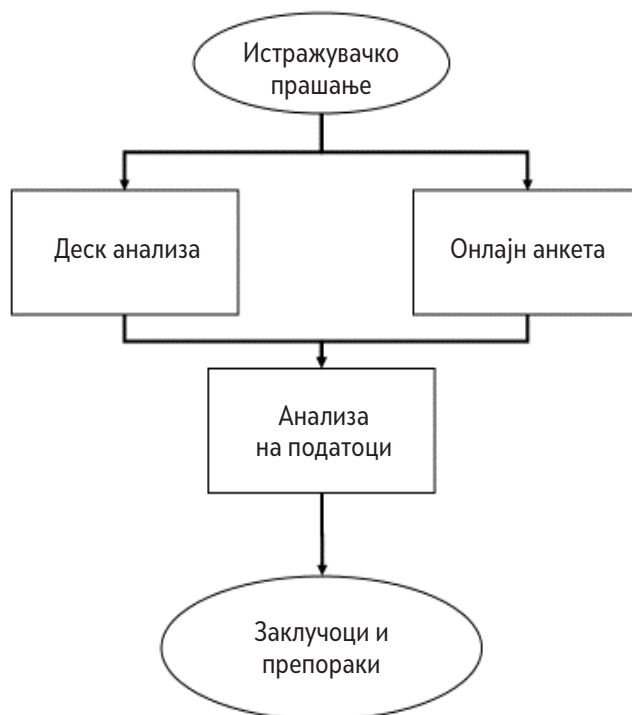 Истражувачко
прашање
Деск анализа
Онлајн анкета
Анализа
на податоци
Заклучоци и
препораки